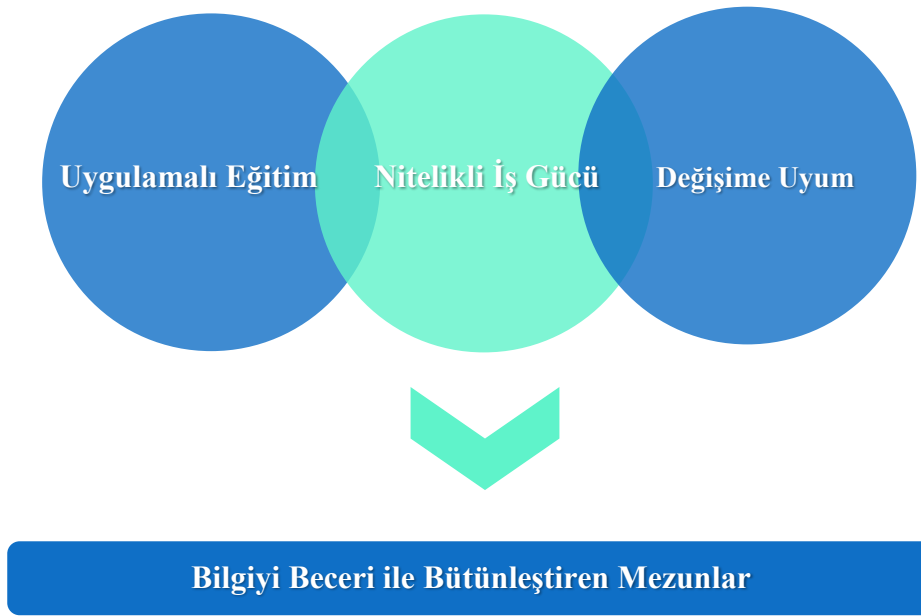 Uygulamalı Eğitim
Nitelikli İş Gücü
Değişime Uyum
Bilgiyi Beceri ile Bütünleştiren Mezunlar